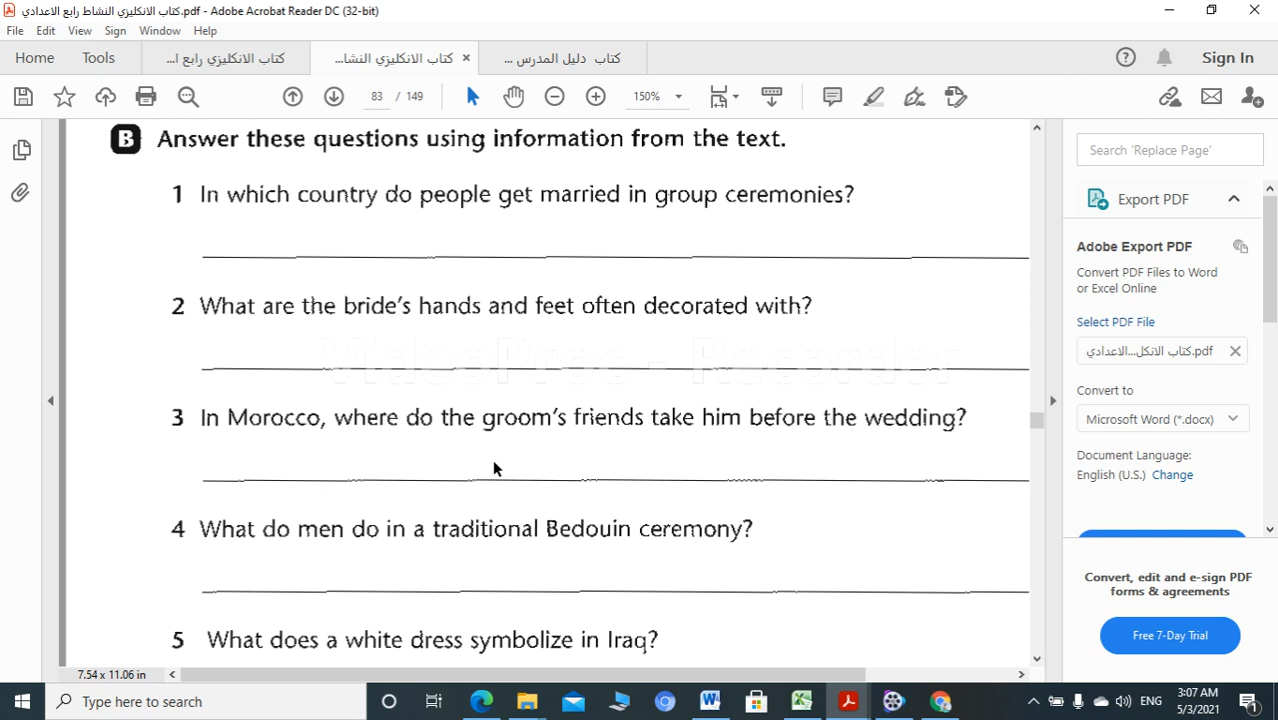 كتاب الانكليزي النشاط رابع الاعدادي.pdf - Adobe Acrobat Reader DC (32-bit)
File Edit View Sign Window Help
Home Tools كتاب الانكليزي رابع ا... كتاب الانكليزي النشا... × كتاب دليل المدرس ... Sign In
83 / 149 150%
B Answer these questions using information from the text.
1 In which country do people get married in group ceremonies?
2 What are the bride's hands and feet often decorated with?
VideoProc - Recorder
3 In Morocco, where do the groom's friends take him before the wedding?
4 What do men do in a traditional Bedouin ceremony?
5 What does a white dress symbolize in Iraq?
7.54 x 11.06 in
Search 'Replace Page'
Export PDF
Adobe Export PDF
Convert PDF Files to Word
or Excel Online
Select PDF File
كتاب الانكل...الاعدادي.pdf
Convert to
Microsoft Word (*.docx)
Document Language:
English (U.S.) Change
Convert, edit and e-sign PDF
forms & agreements
Free 7-Day Trial
Type here to search
ENG
3:07 AM
5/3/2021
1